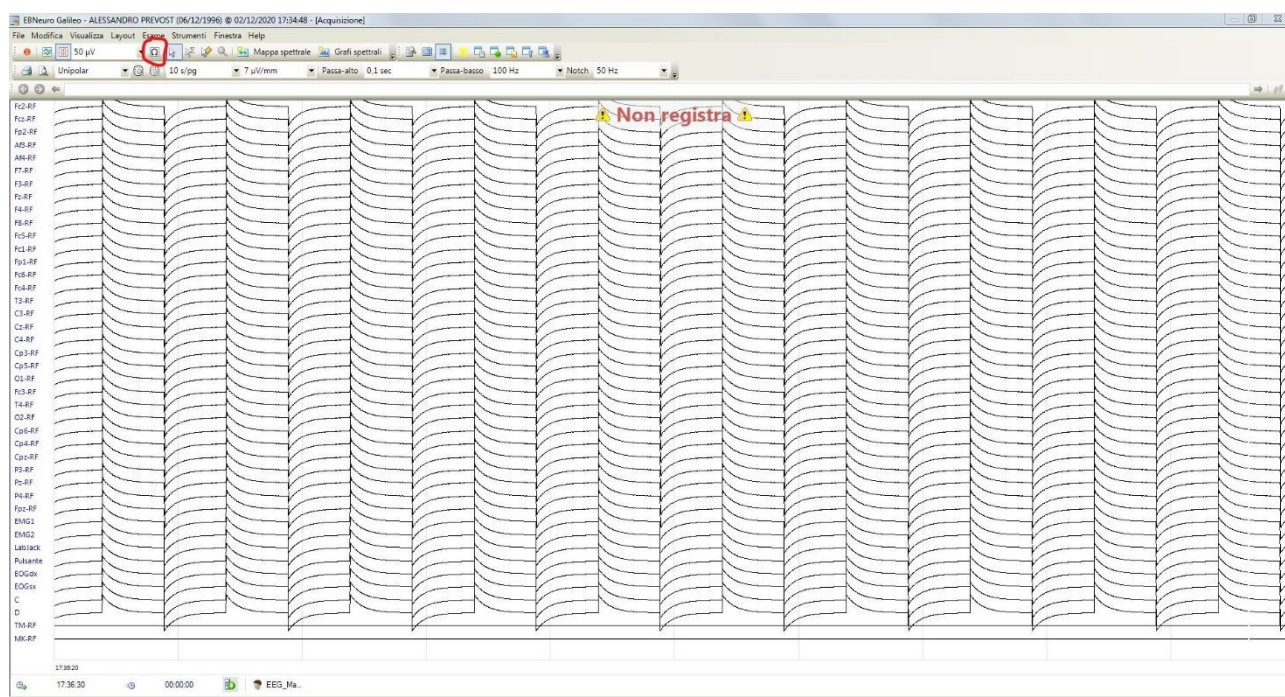 EBNeuro Galileo - ALESSANDRO PREVOST (06/12/1996) @ 02/12/2020 17:34:48 - [Acquisizione]
File Modifica Visualizza Layout Esame Strumenti Finestra Help
50 µV Ω Mappa spettrale Grafi spettrali
Unipolar 10 s/pg 7 µV/mm Passa-alto 0,1 sec Passa-basso 100 Hz Notch 50 Hz
Non registra
Fc2-RF
Fcz-RF
Fp2-RF
Af3-RF
Af4-RF
F7-RF
F3-RF
Fz-RF
F4-RF
F8-RF
Fc5-RF
Fc1-RF
Fp1-RF
Fc6-RF
Fc4-RF
T3-RF
C3-RF
Cz-RF
C4-RF
Cp3-RF
Cp5-RF
O1-RF
Fc3-RF
T4-RF
O2-RF
Cp6-RF
Cp4-RF
Cpz-RF
P3-RF
Pz-RF
P4-RF
Fpz-RF
EMG1
EMG2
LabJack
Pulsante
EOGdx
EOGsx
C
D
TM-RF
MK-RF
17:36:20
17:36:30 00:00:00 EEG_Ma...